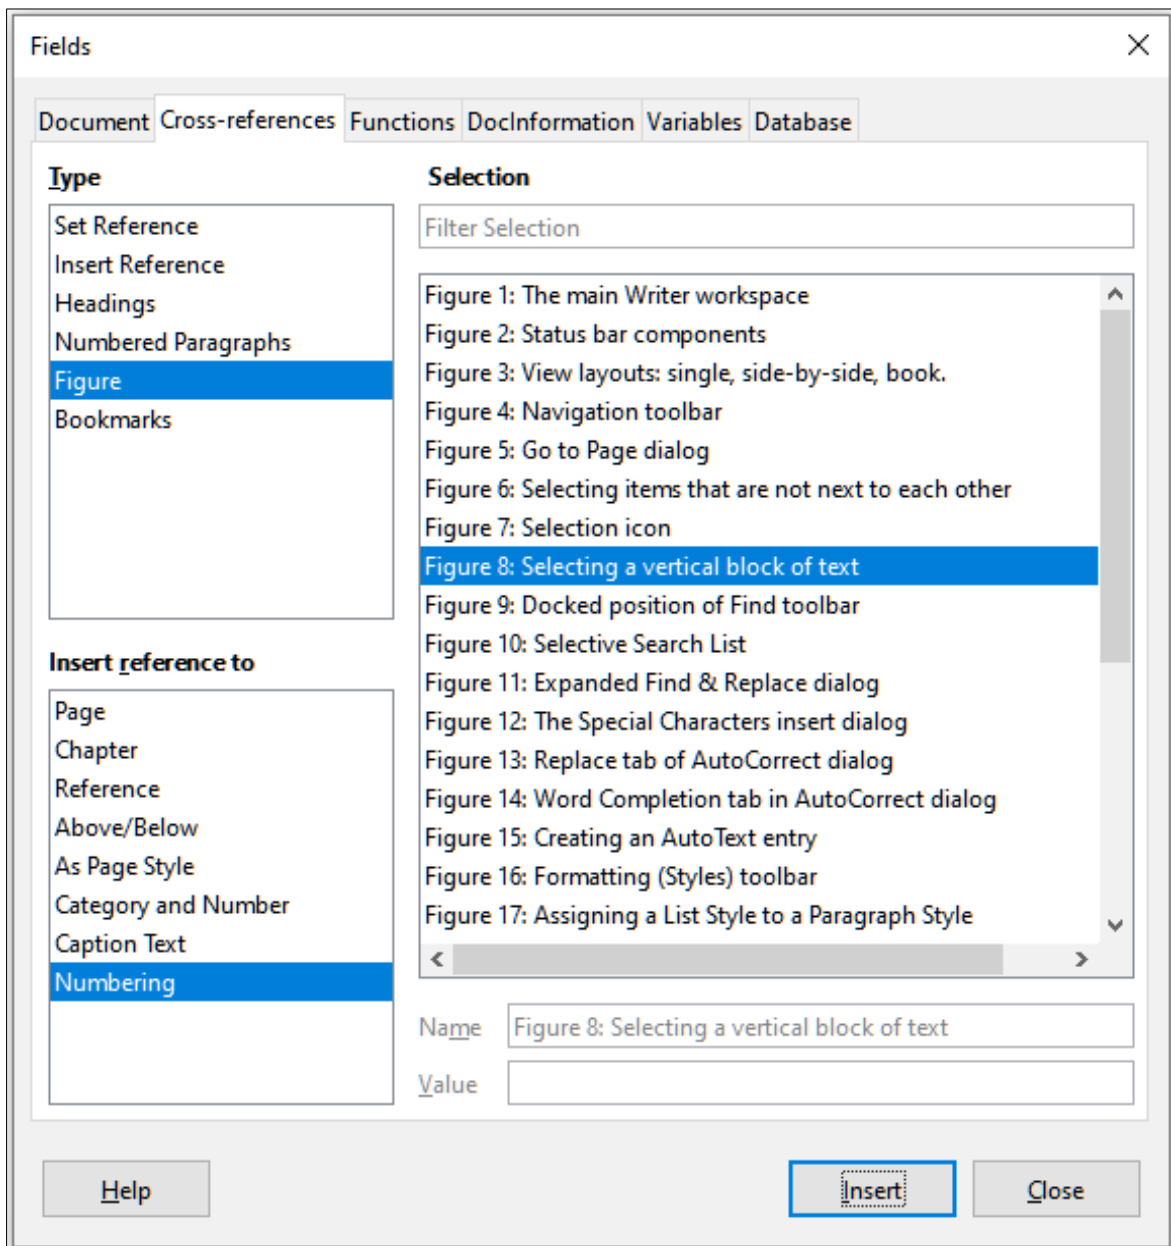 Fields
Document Cross-references Functions DocInformation Variables Database
Type
Set Reference
Insert Reference
Headings
Numbered Paragraphs
Figure
Bookmarks
Insert reference to
Page
Chapter
Reference
Above/Below
As Page Style
Category and Number
Caption Text
Numbering
Selection
Filter Selection
Figure 1: The main Writer workspace
Figure 2: Status bar components
Figure 3: View layouts: single, side-by-side, book.
Figure 4: Navigation toolbar
Figure 5: Go to Page dialog
Figure 6: Selecting items that are not next to each other
Figure 7: Selection icon
Figure 8: Selecting a vertical block of text
Figure 9: Docked position of Find toolbar
Figure 10: Selective Search List
Figure 11: Expanded Find & Replace dialog
Figure 12: The Special Characters insert dialog
Figure 13: Replace tab of AutoCorrect dialog
Figure 14: Word Completion tab in AutoCorrect dialog
Figure 15: Creating an AutoText entry
Figure 16: Formatting (Styles) toolbar
Figure 17: Assigning a List Style to a Paragraph Style
Name Figure 8: Selecting a vertical block of text
Value
Help Insert Close